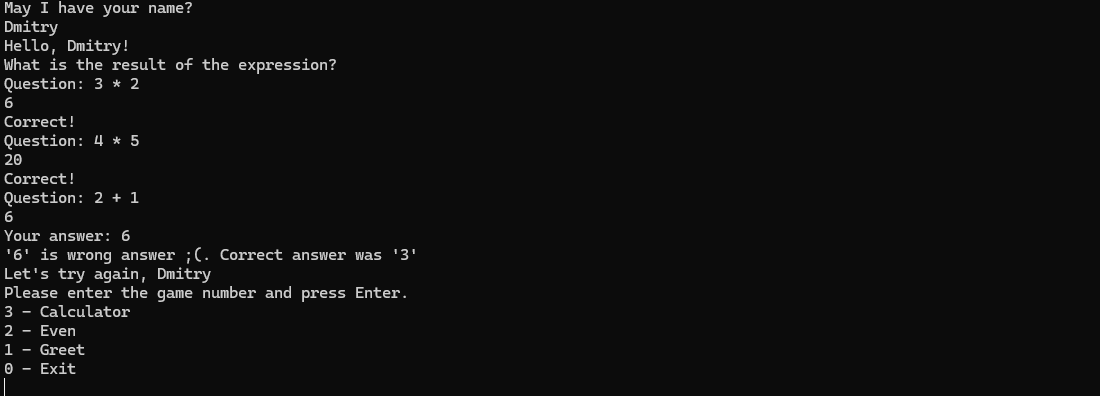 May I have your name?
Dmitry
Hello, Dmitry!
What is the result of the expression?
Question: 3 * 2
6
Correct!
Question: 4 * 5
20
Correct!
Question: 2 + 1
6
Your answer: 6
'6' is wrong answer ;(. Correct answer was '3'
Let's try again, Dmitry
Please enter the game number and press Enter.
3 - Calculator
2 - Even
1 - Greet
0 - Exit